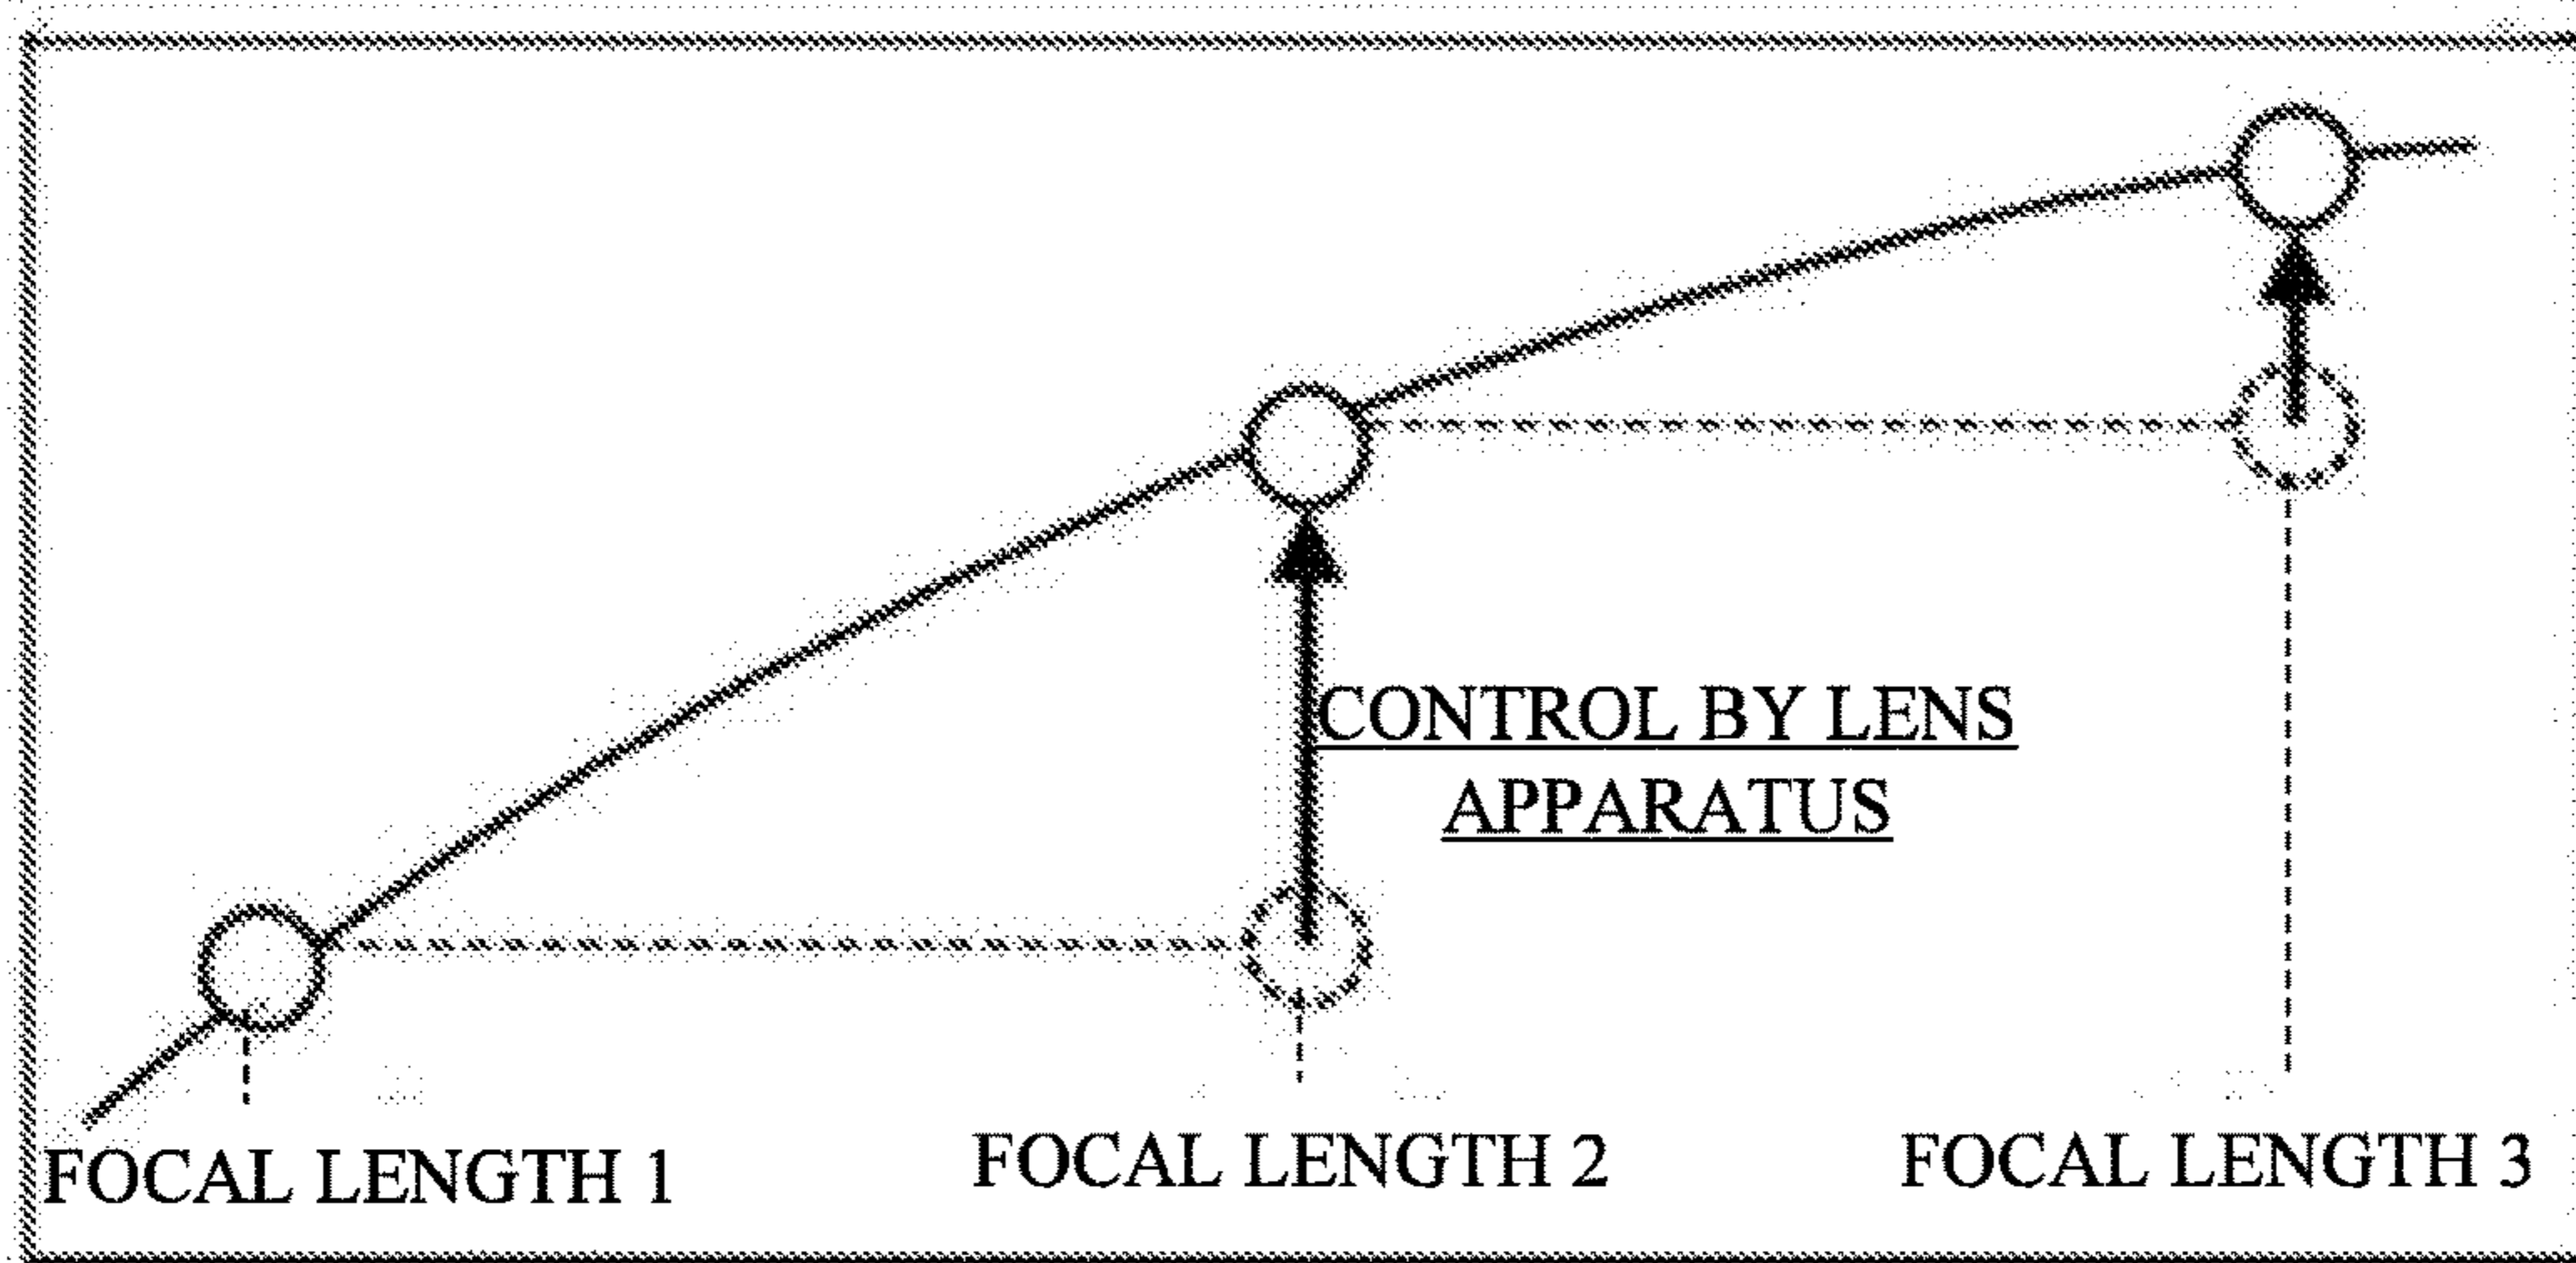 CONTROL BY LENS
APPARATUS
FOCAL LENGTH 1
FOCAL LENGTH 2
FOCAL LENGTH 3